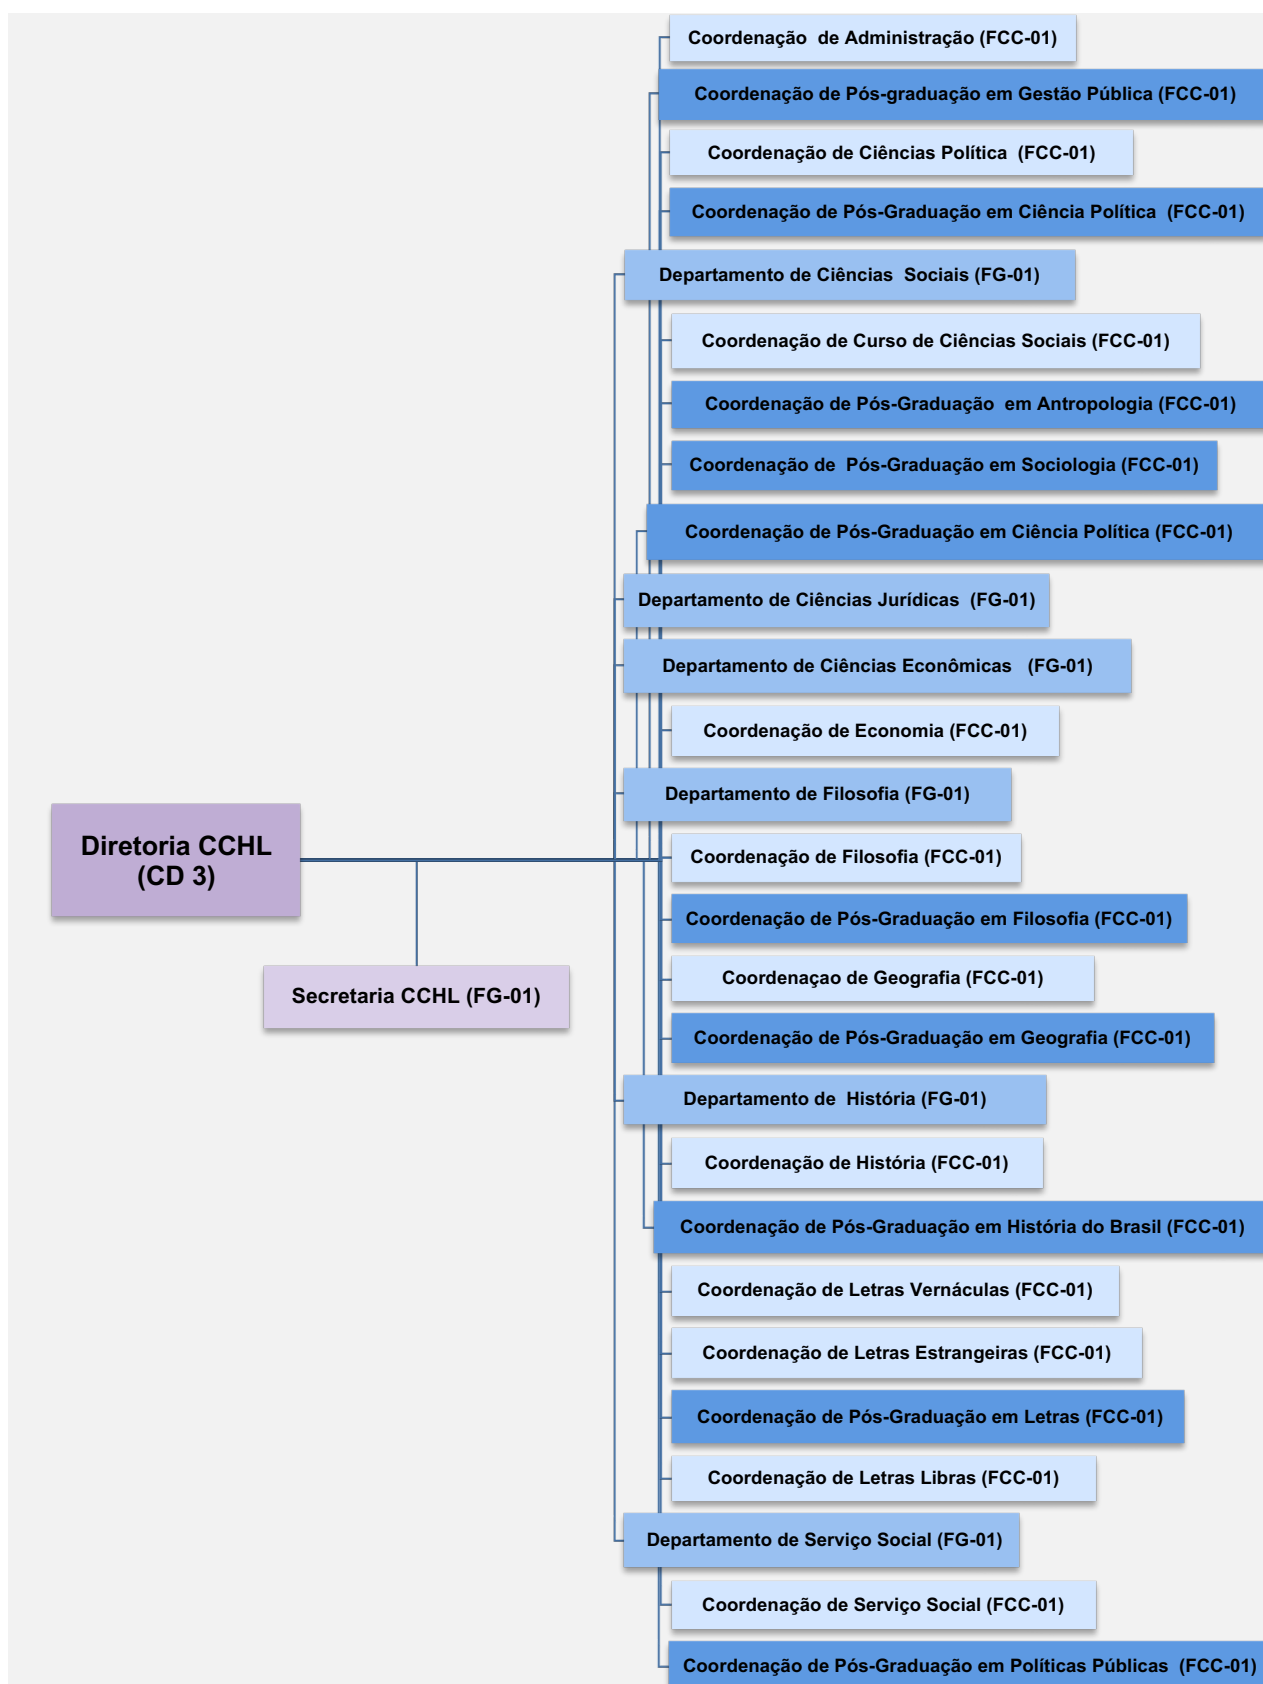 Coordenação de Administração (FCC-01)
Coordenação de Pós-graduação em Gestão Pública (FCC-01)
Coordenação de Ciências Política (FCC-01)
Coordenação de Pós-Graduação em Ciência Política (FCC-01)
Departamento de Ciências Sociais (FG-01)
Coordenação de Curso de Ciências Sociais (FCC-01)
Coordenação de Pós-Graduação em Antropologia (FCC-01)
Coordenação de Pós-Graduação em Sociologia (FCC-01)
Coordenação de Pós-Graduação em Ciência Política (FCC-01)
Departamento de Ciências Jurídicas (FG-01)
Departamento de Ciências Econômicas (FG-01)
Coordenação de Economia (FCC-01)
Departamento de Filosofia (FG-01)
Diretoria CCHL
(CD 3)
Coordenação de Filosofia (FCC-01)
Coordenação de Pós-Graduação em Filosofia (FCC-01)
Coordenaçao de Geografia (FCC-01)
Secretaria CCHL (FG-01)
Coordenação de Pós-Graduação em Geografia (FCC-01)
Departamento de História (FG-01)
Coordenação de História (FCC-01)
Coordenação de Pós-Graduação em História do Brasil (FCC-01)
Coordenação de Letras Vernáculas (FCC-01)
Coordenação de Letras Estrangeiras (FCC-01)
Coordenação de Pós-Graduação em Letras (FCC-01)
Coordenação de Letras Libras (FCC-01)
Departamento de Serviço Social (FG-01)
Coordenação de Serviço Social (FCC-01)
Coordenação de Pós-Graduação em Políticas Públicas (FCC-01)